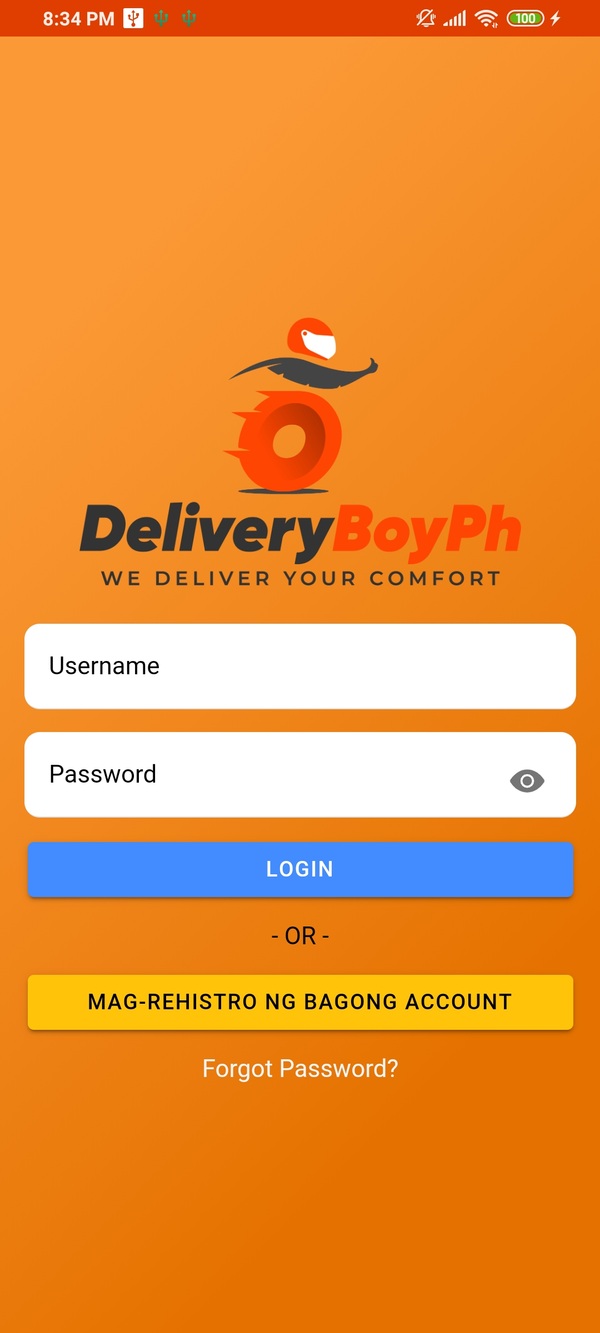 8:34 PM
100
DeliveryBoyPh
WE DELIVER YOUR COMFORT
Username
Password
LOGIN
- OR -
MAG-REHISTRO NG BAGONG ACCOUNT
Forgot Password?